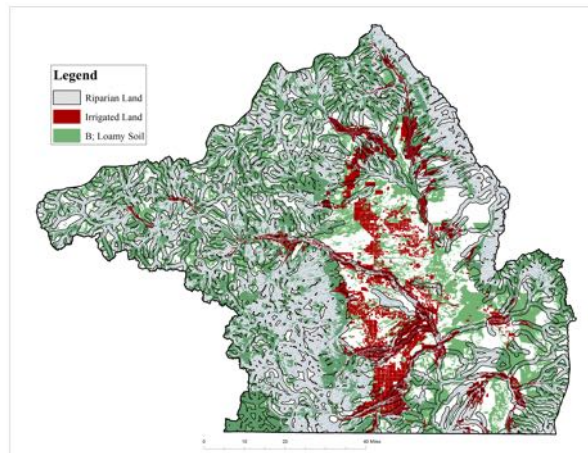 Legend
Riparian Land
Irrigated Land
B; Loamy Soil
0 10 20 40 Miles